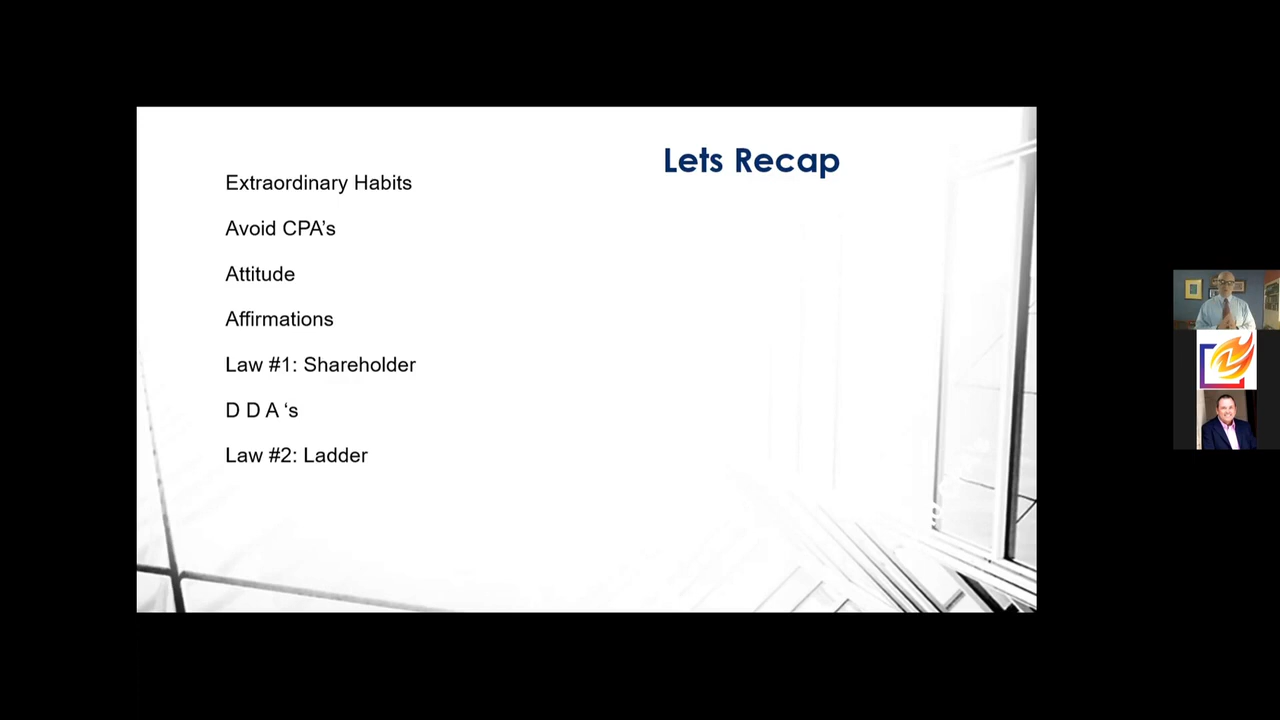 Lets Recap
Extraordinary Habits
Avoid CPA’s
Attitude
Affirmations
Law #1: Shareholder
D D A ‘s
Law #2: Ladder